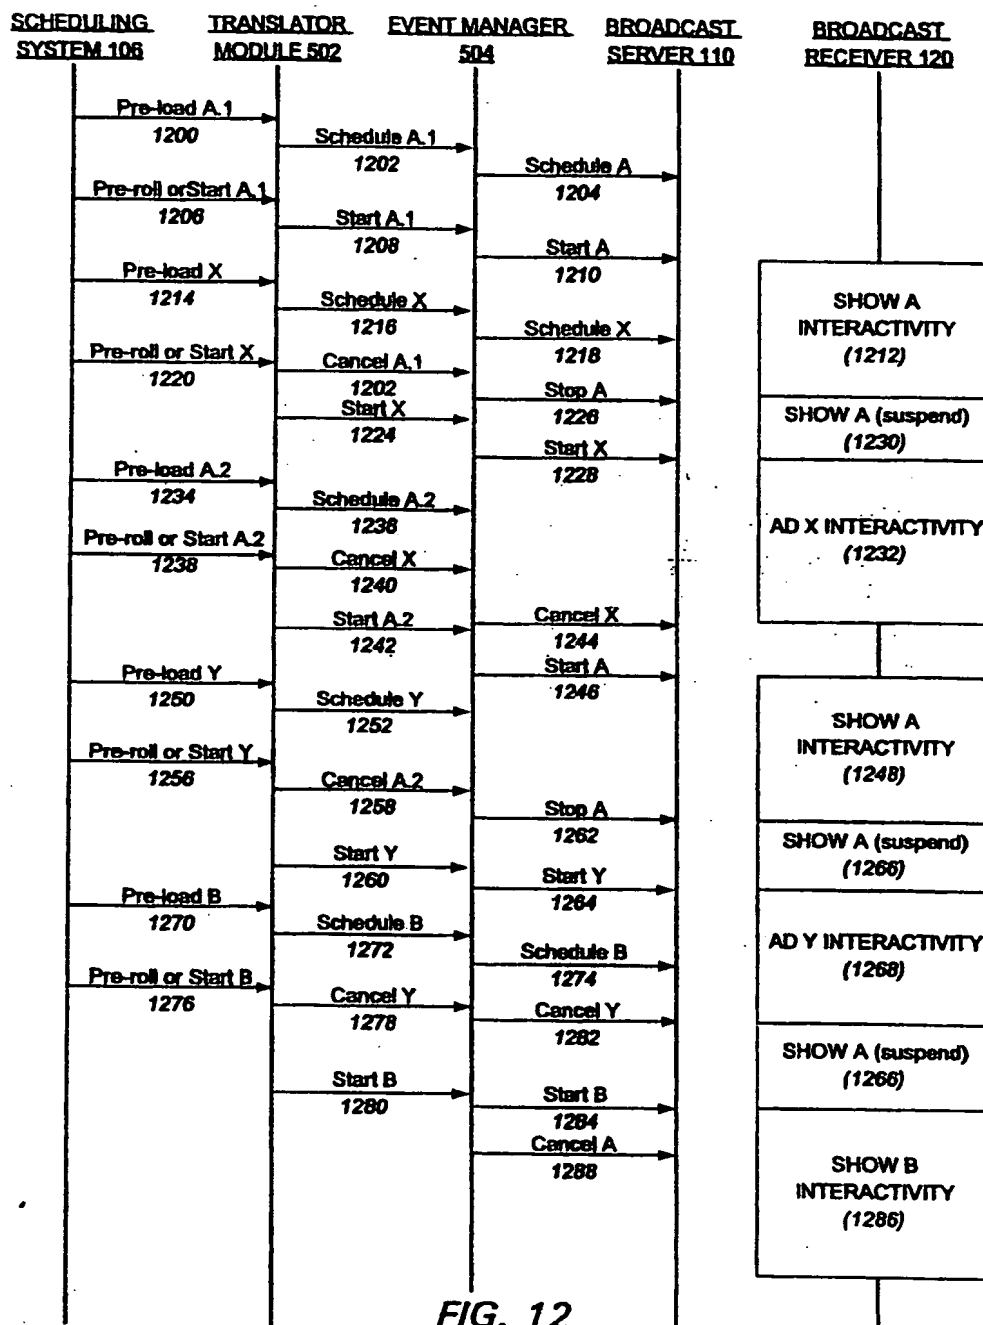 SCHEDULING
SYSTEM 106
TRANSLATOR
MODULE 502
EVENT MANAGER
504
BROADCAST
SERVER 110
BROADCAST
RECEIVER 120
Pre-load A.1
1200
Schedule A.1
1202
Schedule A
1204
Pre-roll orStart A.1
1206
Start A.1
1208
Start A
1210
Pre-load X
1214
Schedule X
1216
Schedule X
1218
SHOW A
INTERACTIVITY
(1212)
Pre-roll or Start X
1220
Cancel A.1
1202
Stop A
1226
Start X
1224
SHOW A (suspend)
(1230)
Start X
1228
Pre-load A.2
1234
Schedule A.2
1236
AD X INTERACTIVITY
(1232)
Pre-roll or Start A.2
1238
Cancel X
1240
Start A.2
1242
Cancel X
1244
Pre-load Y
1250
Start A
1246
Schedule Y
1252
SHOW A
INTERACTIVITY
(1248)
Pre-roll or Start Y
1256
Cancel A.2
1258
Stop A
1262
Start Y
1260
SHOW A (suspend)
(1266)
Start Y
1264
Pre-load B
1270
Schedule B
1272
Schedule B
1274
AD Y INTERACTIVITY
(1268)
Pre-roll or Start B
1276
Cancel Y
1278
Cancel Y
1282
SHOW A (suspend)
(1266)
Start B
1280
Start B
1284
Cancel A
1288
SHOW B
INTERACTIVITY
(1286)
FIG. 12